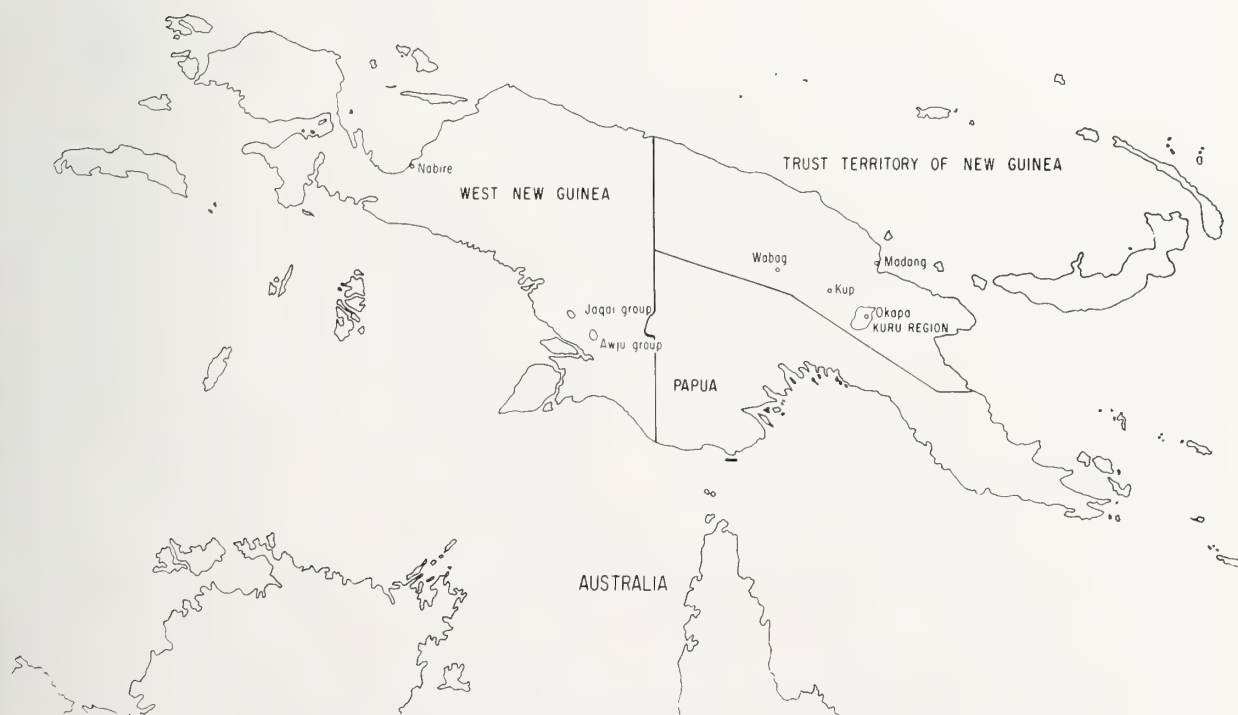 TRUST TERRITORY OF NEW GUINEA
Nabire
WEST NEW GUINEA
Wabag
Madang
Kup
Jaqai group
Okapa
KURU REGION
Awju group
PAPUA
AUSTRALIA